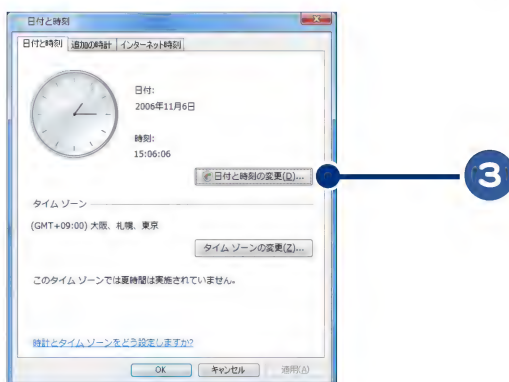 日付と時刻
日付と時刻
追加の時計
インターネット時刻
日付:
2006年11月6日
時刻:
15:06:06
日付と時刻の変更(D)...
3
タイム ゾーン
(GMT+09:00) 大阪、札幌、東京
タイム ゾーンの変更(Z)...
このタイム ゾーンでは夏時間は実施されていません。
時計とタイム ゾーンをどう設定しますか?
OK
キャンセル
適用(A)